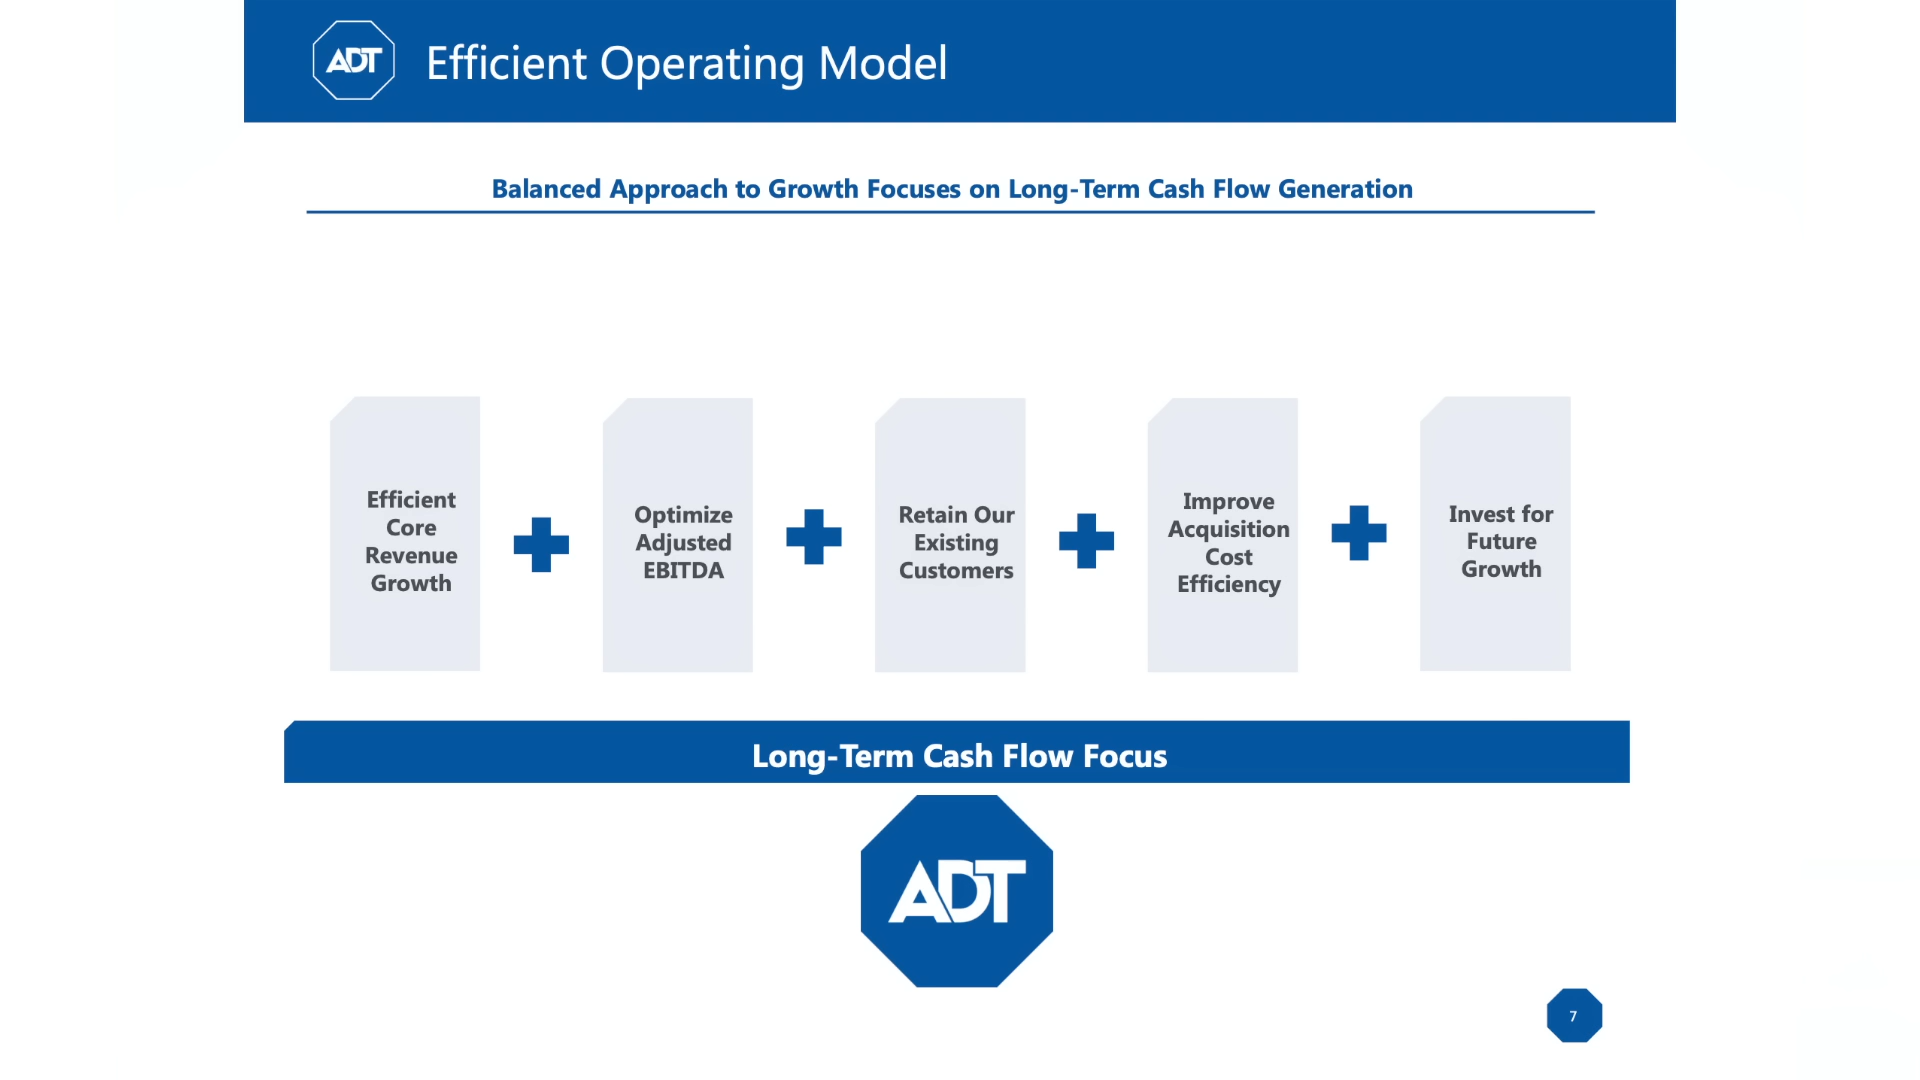 ADT
Efficient Operating Model
Balanced Approach to Growth Focuses on Long-Term Cash Flow Generation
Efficient
Core
Revenue
Growth
Optimize
Adjusted
EBITDA
Retain Our
Existing
Customers
Improve
Acquisition
Cost
Efficiency
Invest for
Future
Growth
Long-Term Cash Flow Focus
ADT
7